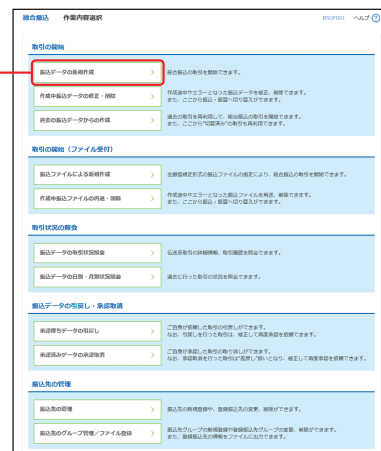 総合振込 作業内容選択 BSGF001 ヘルプ ?
取引の開始
振込データの新規作成 総合振込の取引を開始できます。
作成中振込データの修正・削除 作成途中やエラーとなった振込データを修正、削除できます。
また、ここから振込・振替へ切り替えができます。
過去の振込データからの作成 過去の取引を再利用して、総合振込の取引を開始できます。
また、ここから“切替済み”の取引も再利用できます。
取引の開始（ファイル受付）
振込ファイルによる新規作成 全銀協規定形式の振込ファイルの指定により、総合振込の取引を開始できます。
作成中振込ファイルの再送・削除 作成途中やエラーとなった振込ファイルを再送、削除できます。
また、ここから振込・振替へ切り替えができます。
取引状況の照会
振込データの取引状況照会 伝送系取引の詳細情報、取引履歴を照会できます。
振込データの日別・月別状況照会 過去に行った取引の状況を照会できます。
振込データの引戻し・承認取消
承認待ちデータの引戻し ご自身が依頼した取引の引戻しができます。
なお、引戻しを行った取引は、修正して再度承認を依頼できます。
承認済みデータの承認取消 ご自身が承認した取引の取り消しができます。
なお、承認取消を行った取引は“差戻し”扱いとなり、修正して再度承認を依頼できます。
振込先の管理
振込先の管理 振込先の新規登録や、登録振込先の変更、削除ができます。
振込先のグループ管理／ファイル登録 振込先グループの新規登録や登録振込先グループの変更、削除ができます。
また、登録振込先の情報をファイルに出力できます。